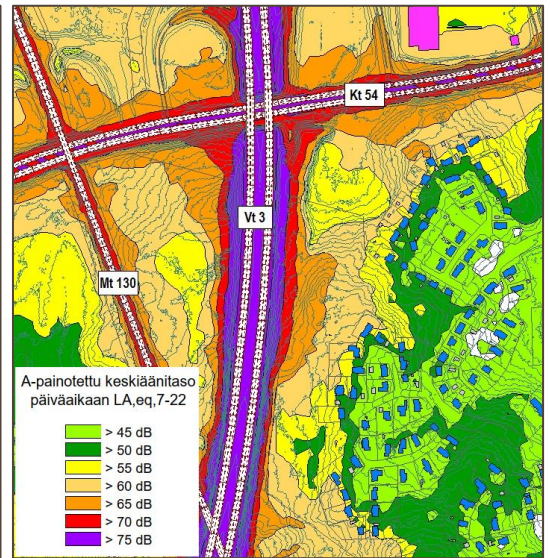 Kt 54
Vt 3
Mt 130
A-painotettu keskiäänitaso
päiväaikaan LA,eq,7-22
> 45 dB
> 50 dB
> 55 dB
> 60 dB
> 65 dB
> 70 dB
> 75 dB